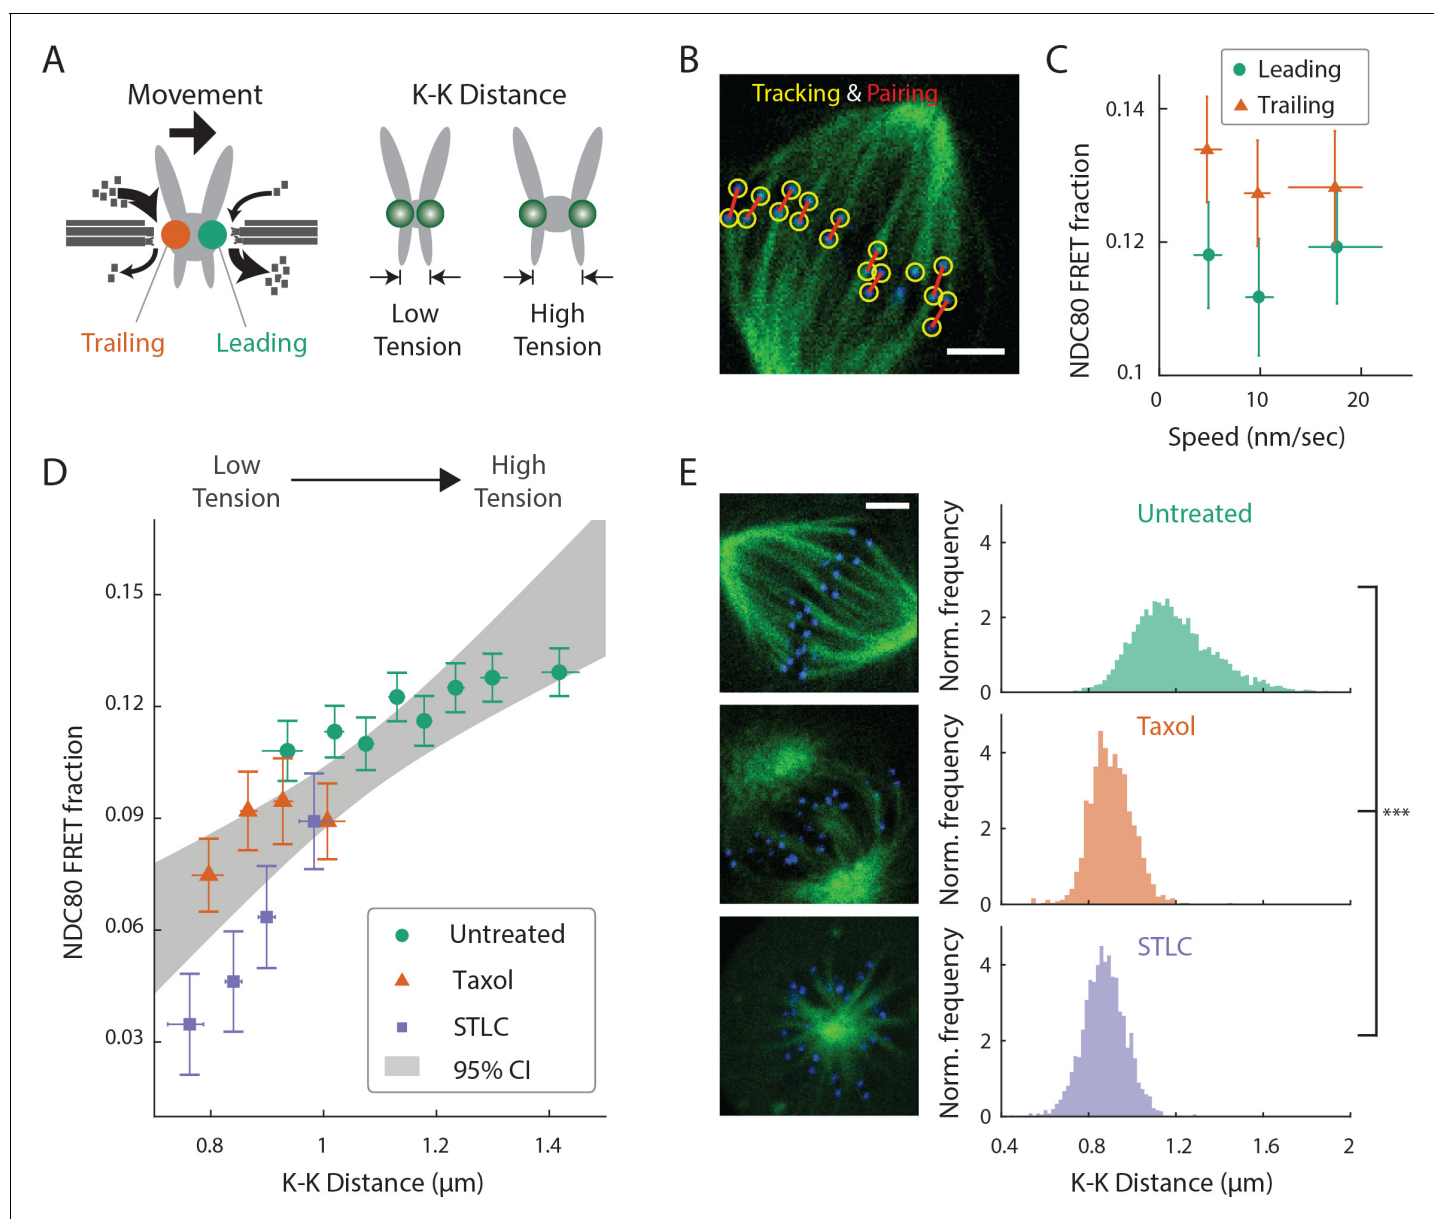 A
Movement
K-K Distance
Trailing
Leading
Low
Tension
High
Tension
B
Tracking & Pairing
C
Leading
Trailing
NDC80 FRET fraction
0.14
0.12
0.1
0
10
20
Speed (nm/sec)
D
Low
Tension
High
Tension
NDC80 FRET fraction
0.15
0.12
0.09
0.06
0.03
Untreated
Taxol
STLC
95% CI
0.8
1
1.2
1.4
K-K Distance (µm)
E
Untreated
Norm. frequency
4
2
0
Taxol
Norm. frequency
4
2
0
STLC
Norm. frequency
4
2
0
***
0.4
0.8
1.2
1.6
2
K-K Distance (µm)